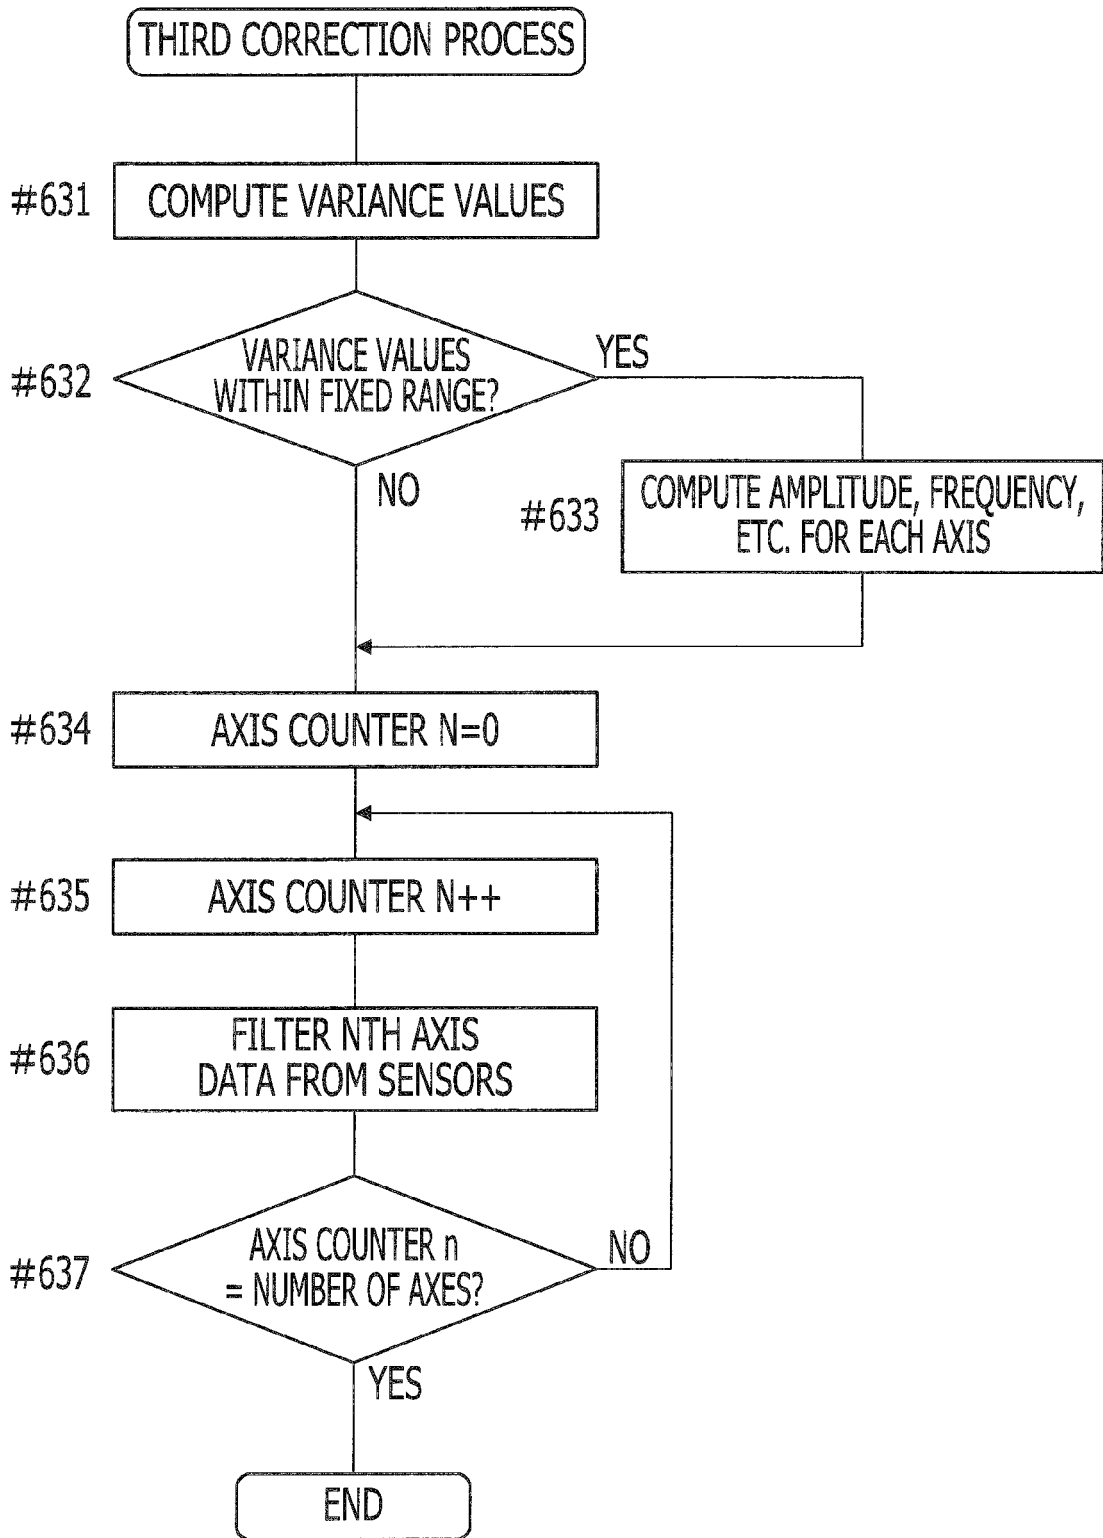 THIRD CORRECTION PROCESS
#631
COMPUTE VARIANCE VALUES
#632
VARIANCE VALUES
WITHIN FIXED RANGE?
YES
NO
#633
COMPUTE AMPLITUDE, FREQUENCY,
ETC. FOR EACH AXIS
#634
AXIS COUNTER N=0
#635
AXIS COUNTER N++
#636
FILTER NTH AXIS
DATA FROM SENSORS
#637
AXIS COUNTER n
= NUMBER OF AXES?
NO
YES
END